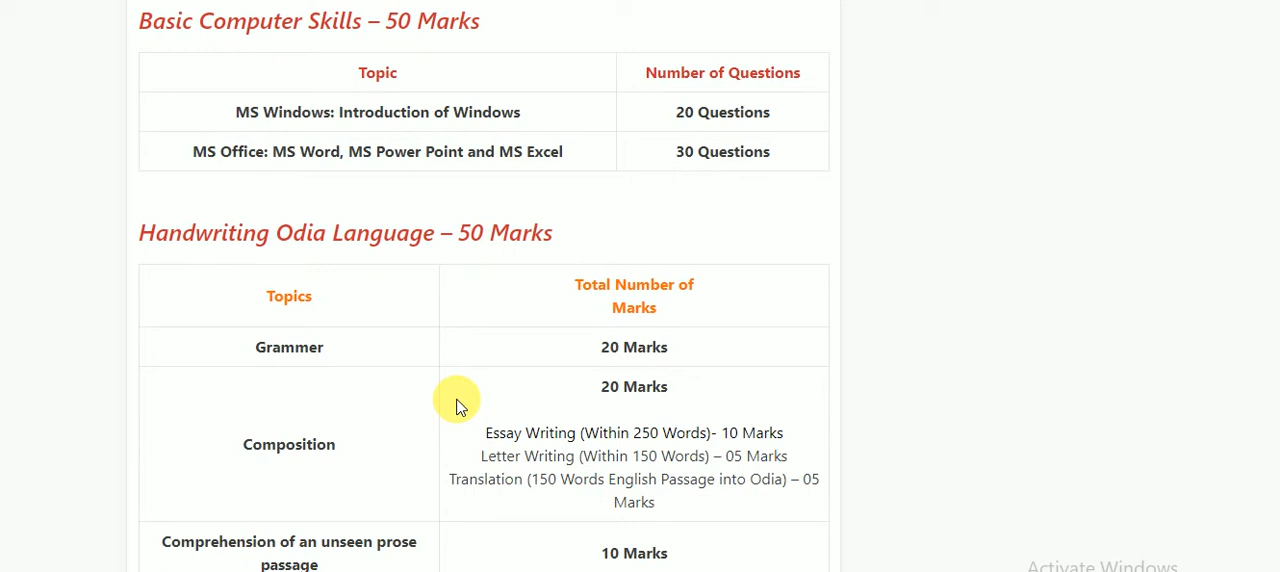 Basic Computer Skills – 50 Marks
Topic
Number of Questions
MS Windows: Introduction of Windows
20 Questions
MS Office: MS Word, MS Power Point and MS Excel
30 Questions
Handwriting Odia Language – 50 Marks
Topics
Total Number of
Marks
Grammer
20 Marks
Composition
20 Marks
Essay Writing (Within 250 Words)- 10 Marks
Letter Writing (Within 150 Words) – 05 Marks
Translation (150 Words English Passage into Odia) – 05
Marks
Comprehension of an unseen prose
passage
10 Marks
Activate Windows